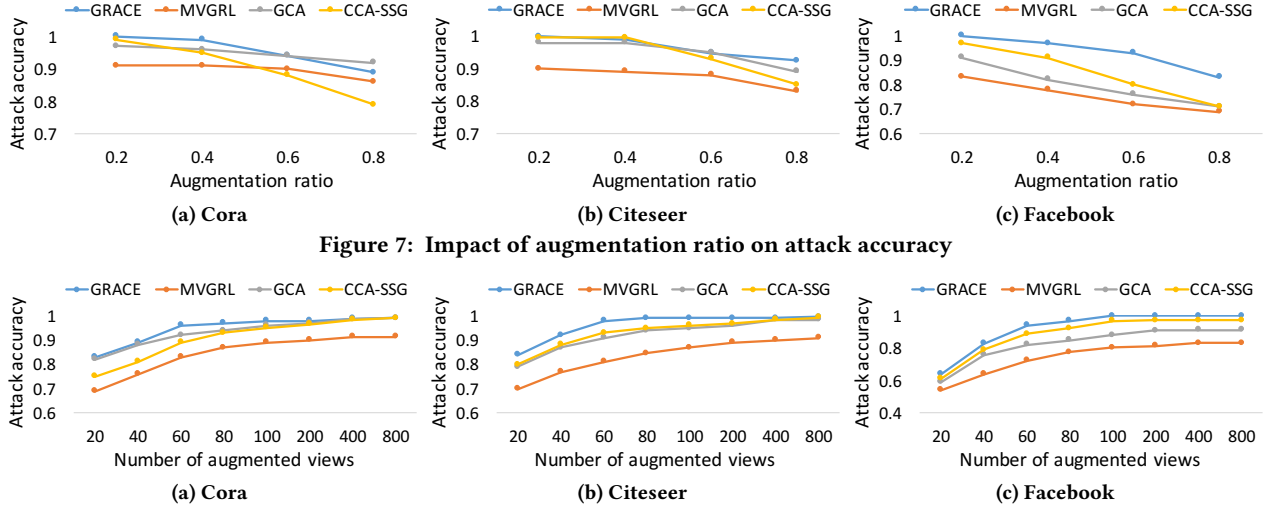 GRACE MVGRL GCA CCA-SSG
Attack accuracy
1
0.9
0.8
0.7
0.2 0.4 0.6 0.8
Augmentation ratio
(a) Cora
GRACE MVGRL GCA CCA-SSG
Attack accuracy
1
0.9
0.8
0.7
0.2 0.4 0.6 0.8
Augmentation ratio
(b) Citeseer
GRACE MVGRL GCA CCA-SSG
Attack accuracy
1
0.9
0.8
0.7
0.6
0.2 0.4 0.6 0.8
Augmentation ratio
(c) Facebook
Figure 7: Impact of augmentation ratio on attack accuracy
GRACE MVGRL GCA CCA-SSG
Attack accuracy
1
0.9
0.8
0.7
0.6
20 40 60 80 100 200 400 800
Number of augmented views
(a) Cora
GRACE MVGRL GCA CCA-SSG
Attack accuracy
1
0.9
0.8
0.7
0.6
20 40 60 80 100 200 400 800
Number of augmented views
(b) Citeseer
GRACE MVGRL GCA CCA-SSG
Attack accuracy
1
0.8
0.6
0.4
20 40 60 80 100 200 400 800
Number of augmented views
(c) Facebook